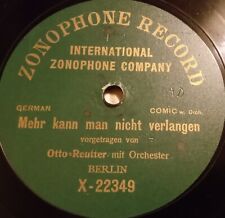 ZONOPHONE RECORD
INTERNATIONAL
ZONOPHONE COMPANY
GERMAN
COMIC w. Orch.
Mehr kann man nicht verlangen
vorgetragen von
Otto Reutter mit Orchester
BERLIN
X-22349